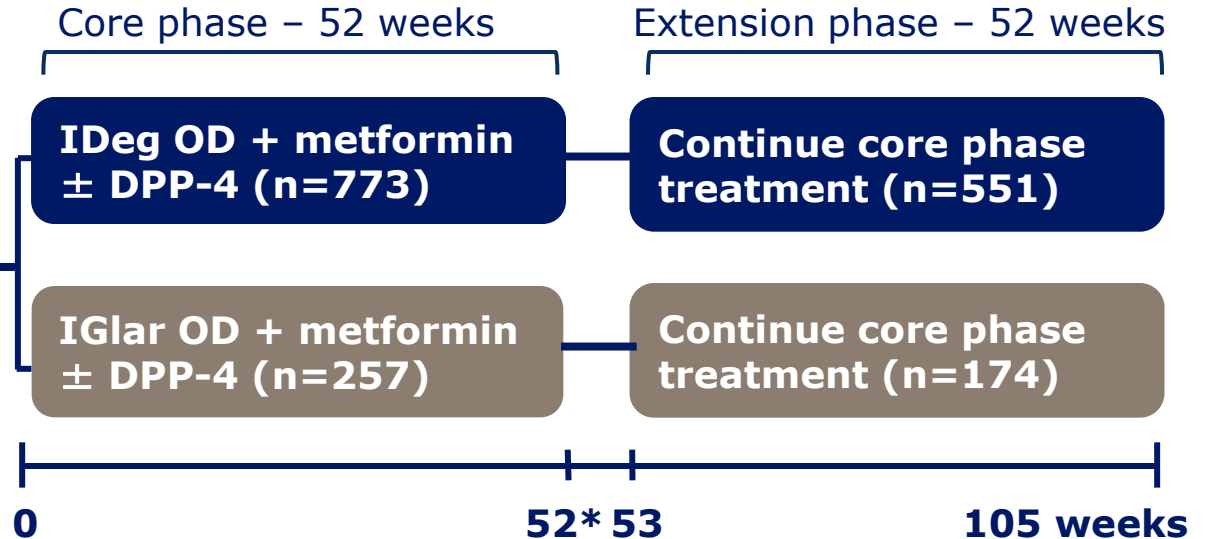 Core phase – 52 weeks
Extension phase – 52 weeks
IDeg OD + metformin
± DPP-4 (n=773)
Continue core phase
treatment (n=551)
IGlar OD + metformin
± DPP-4 (n=257)
Continue core phase
treatment (n=174)
0
52*
53
105 weeks